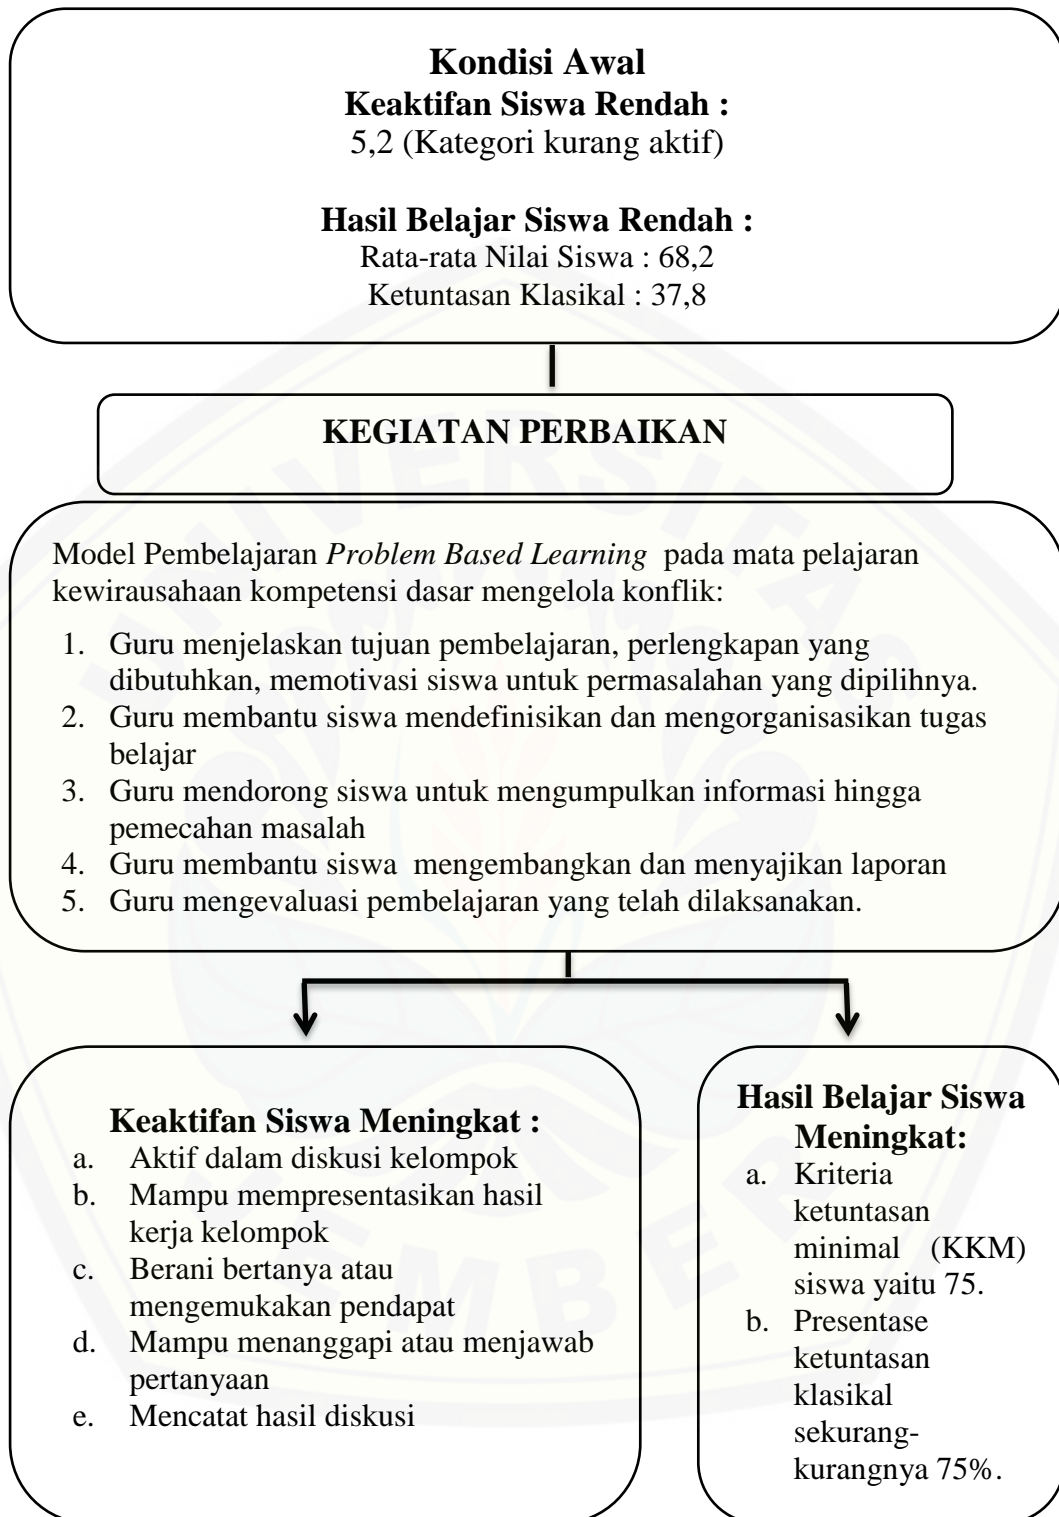 Kondisi Awal
Keaktifan Siswa Rendah :
5,2 (Kategori kurang aktif)
Hasil Belajar Siswa Rendah :
Rata-rata Nilai Siswa : 68,2
Ketuntasan Klasikal : 37,8
KEGIATAN PERBAIKAN
Model Pembelajaran Problem Based Learning pada mata pelajaran
kewirausahaan kompetensi dasar mengelola konflik:
1. Guru menjelaskan tujuan pembelajaran, perlengkapan yang
dibutuhkan, memotivasi siswa untuk permasalahan yang dipilihnya.
2. Guru membantu siswa mendefinisikan dan mengorganisasikan tugas
belajar
3. Guru mendorong siswa untuk mengumpulkan informasi hingga
pemecahan masalah
4. Guru membantu siswa mengembangkan dan menyajikan laporan
5. Guru mengevaluasi pembelajaran yang telah dilaksanakan.
Keaktifan Siswa Meningkat :
a. Aktif dalam diskusi kelompok
b. Mampu mempresentasikan hasil
kerja kelompok
c. Berani bertanya atau
mengemukakan pendapat
d. Mampu menanggapi atau menjawab
pertanyaan
e. Mencatat hasil diskusi
Hasil Belajar Siswa
Meningkat:
a. Kriteria
ketuntasan
minimal (KKM)
siswa yaitu 75.
b. Presentase
ketuntasan
klasikal
sekurang-
kurangnya 75%.
UNIVERSITAS
JEMBER